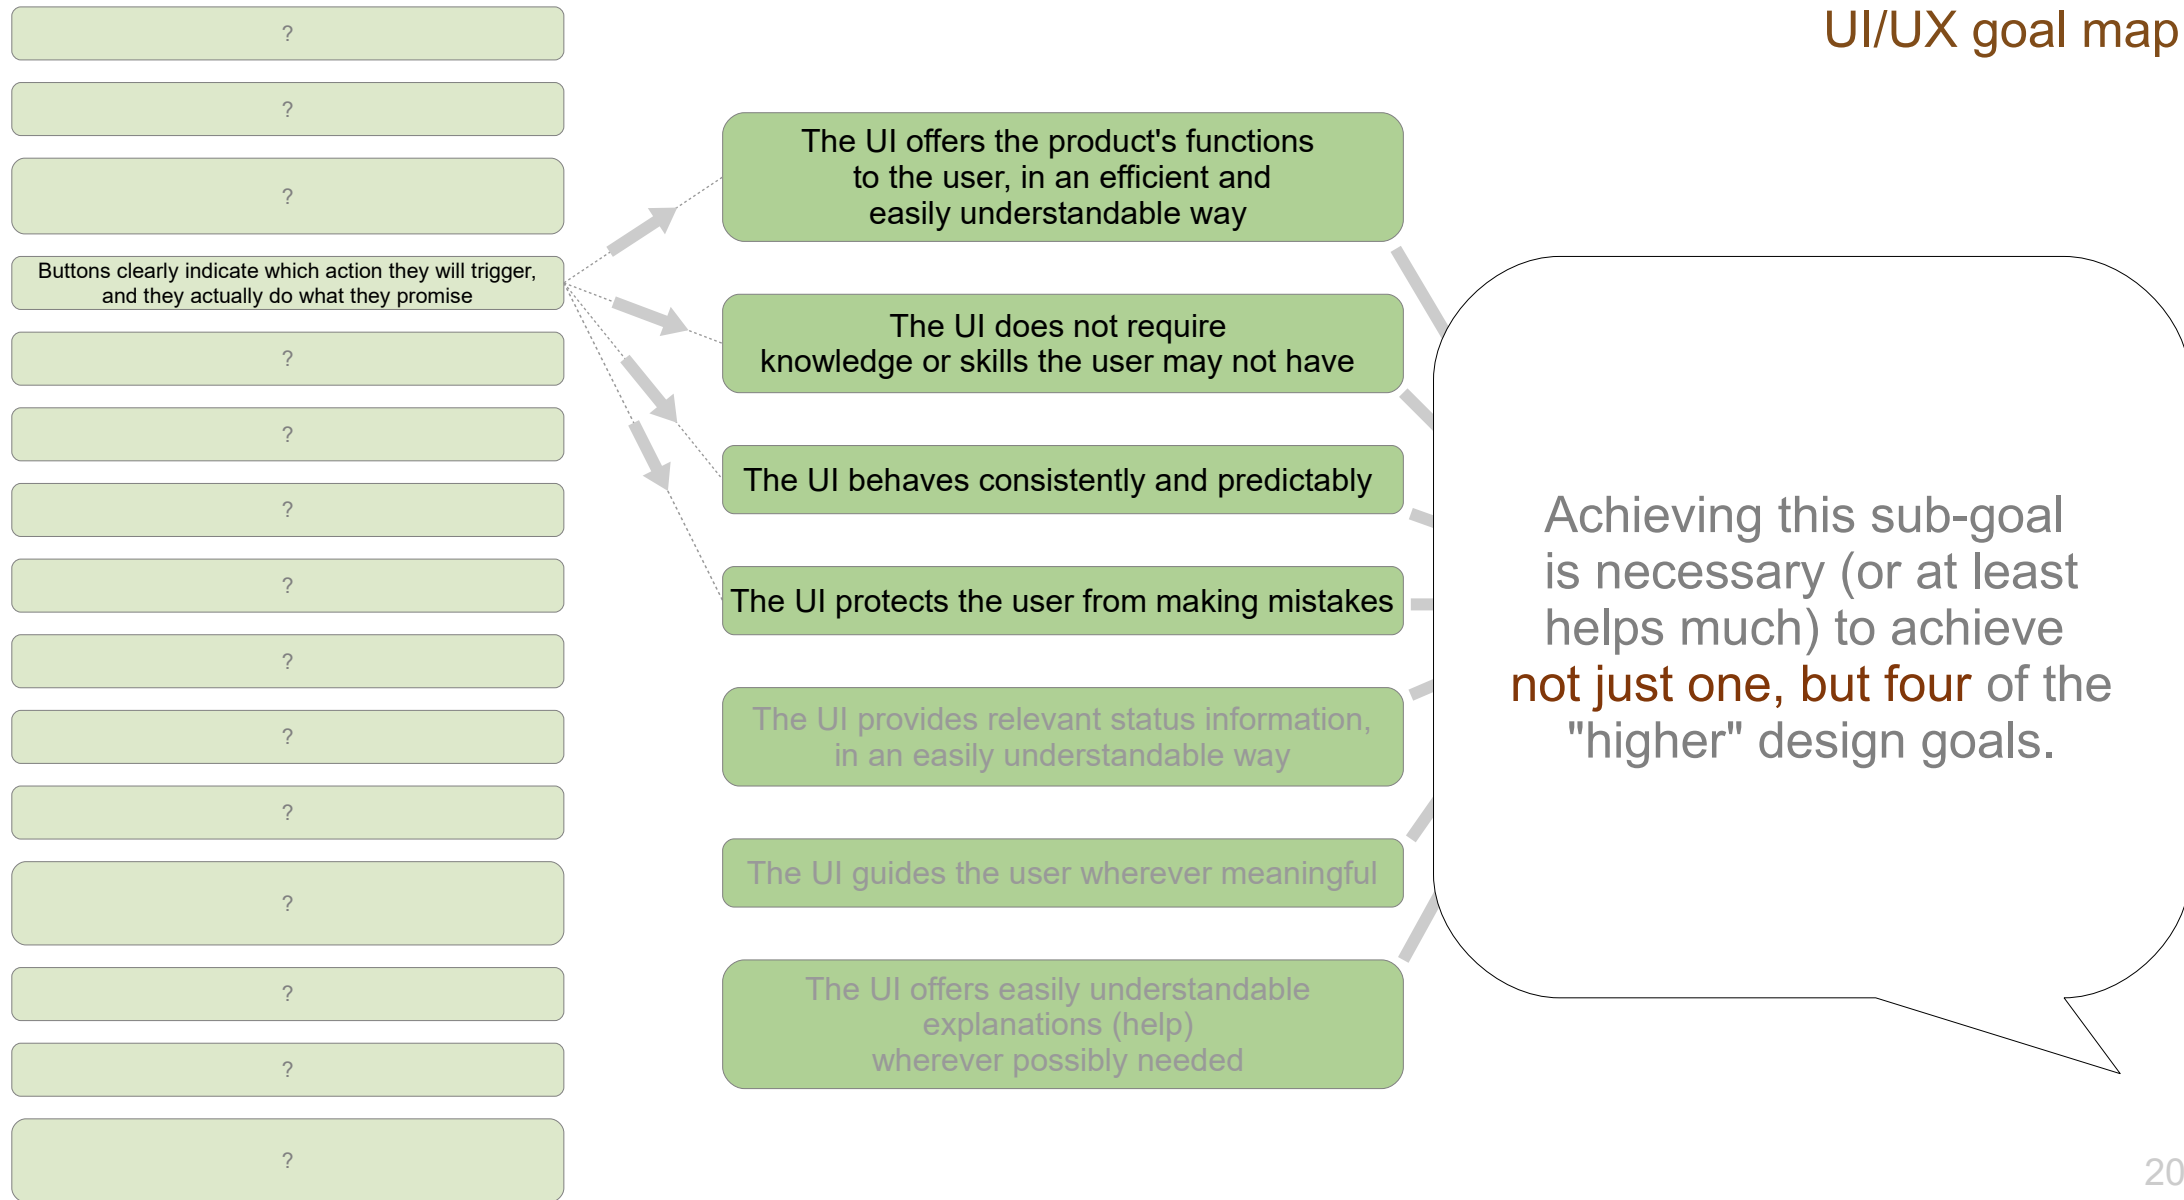 UI/UX goal map
?
?
?
Buttons clearly indicate which action they will trigger,
and they actually do what they promise
?
?
?
?
?
?
?
?
?
?
?
The UI offers the product's functions
to the user, in an efficient and
easily understandable way
The UI does not require
knowledge or skills the user may not have
The UI behaves consistently and predictably
The UI protects the user from making mistakes
The UI provides relevant status information,
in an easily understandable way
The UI guides the user wherever meaningful
The UI offers easily understandable
explanations (help)
wherever possibly needed
Achieving this sub-goal
is necessary (or at least
helps much) to achieve
not just one, but four of the
"higher" design goals.
20